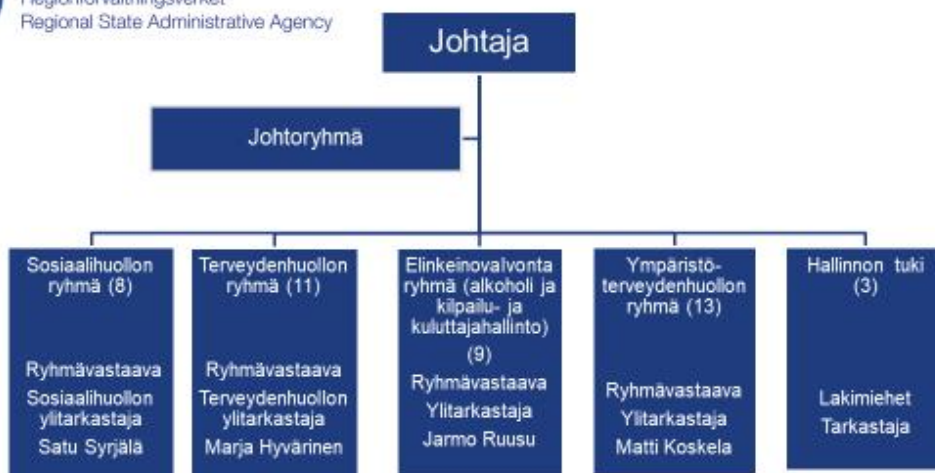 Regionförvaltningsverket
Regional State Administrative Agency
Johtaja
Johtoryhmä
Sosiaalihuollon
ryhmä (8)
Ryhmävastaava
Sosiaalihuollon
ylitarkastaja
Satu Syrjälä
Terveydenhuollon
ryhmä (11)
Ryhmävastaava
Terveydenhuollon
ylitarkastaja
Marja Hyvärinen
Elinkeinovalvonta
ryhmä (alkoholi ja
kilpailu- ja
kuluttajahallinto)
(9)
Ryhmävastaava
Ylitarkastaja
Jarmo Ruusu
Ympäristö-
terveydenhuollon
ryhmä (13)
Ryhmävastaava
Ylitarkastaja
Matti Koskela
Hallinnon tuki
(3)
Lakimiehet
Tarkastaja